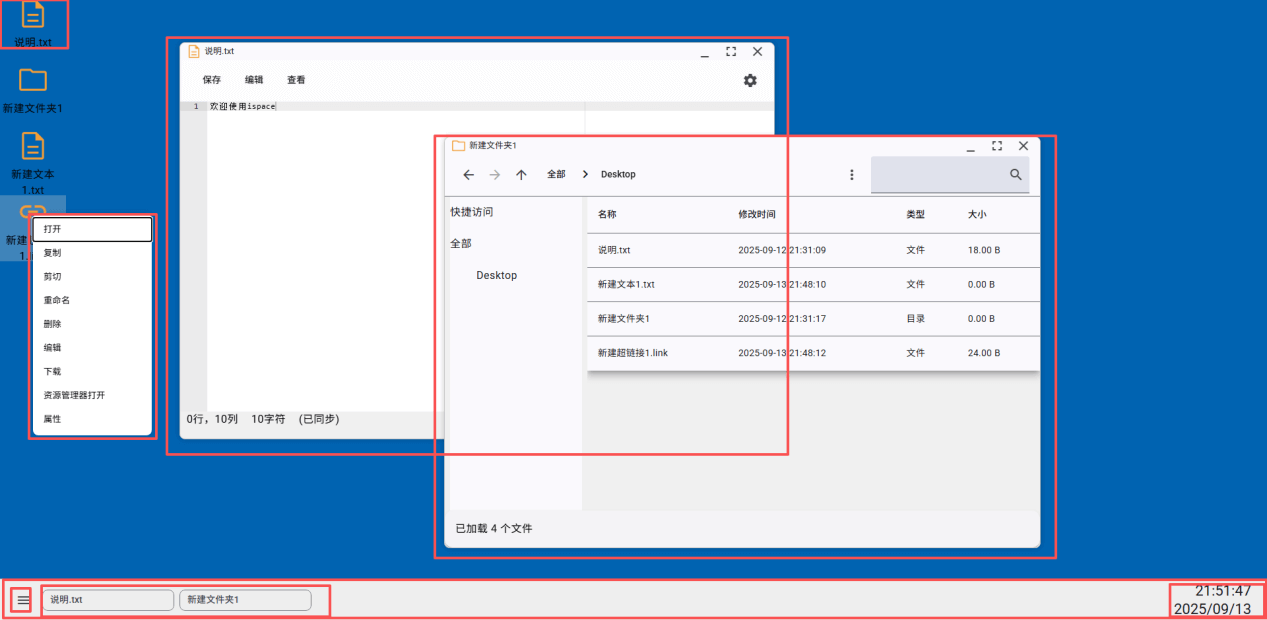 说明.txt
新建文件夹1
新建文本
1.txt
新建
1.
打开
复制
剪切
重命名
删除
编辑
下载
资源管理器打开
属性
说明.txt
保存 编辑 查看
1 欢迎使用ispace
0行，10列 10字符 (已同步)
新建文件夹1
全部 Desktop
快捷访问
全部
Desktop
名称 修改时间 类型 大小
说明.txt 2025-09-12 21:31:09 文件 18.00 B
新建文本1.txt 2025-09-13 21:48:10 文件 0.00 B
新建文件夹1 2025-09-12 21:31:17 目录 0.00 B
新建超链接1.link 2025-09-13 21:48:12 文件 24.00 B
已加载 4 个文件
说明.txt 新建文件夹1
21:51:47
2025/09/13